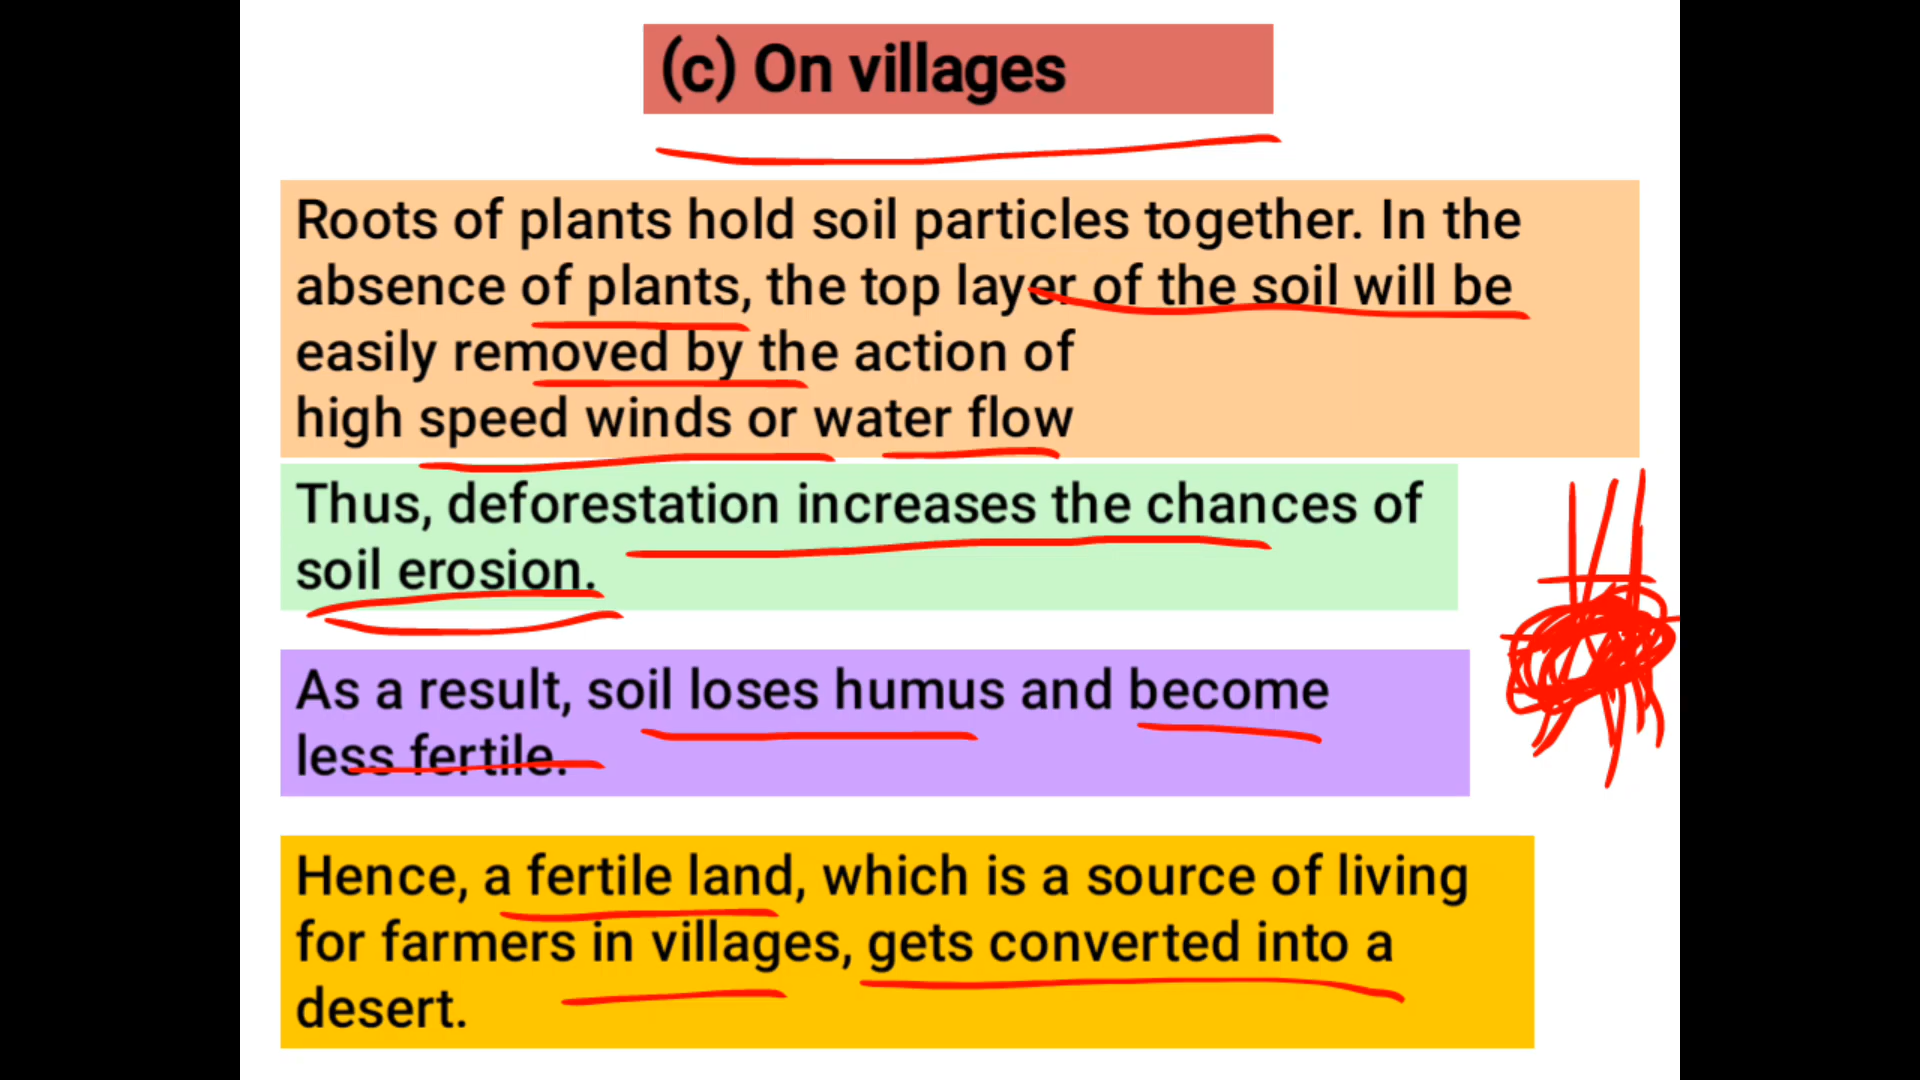 (c) On villages
Roots of plants hold soil particles together. In the
absence of plants, the top layer of the soil will be
easily removed by the action of
high speed winds or water flow
Thus, deforestation increases the chances of
soil erosion.
As a result, soil loses humus and become
less fertile.
Hence, a fertile land, which is a source of living
for farmers in villages, gets converted into a
desert.